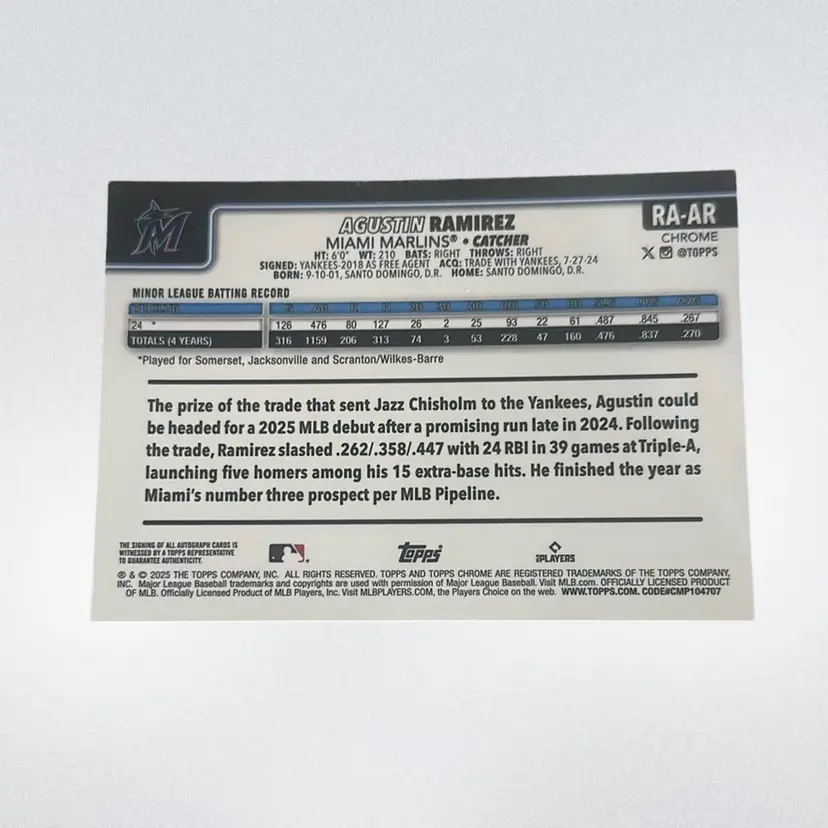 AGUSTIN RAMIREZ
RA-AR
MIAMI MARLINS® • CATCHER
CHROME
HT: 6'0" WT: 210 BATS: RIGHT THROWS: RIGHT
@TOPPS
SIGNED: YANKEES-2018 AS FREE AGENT ACQ: TRADE WITH YANKEES, 7-27-24
BORN: 9-10-01, SANTO DOMINGO, D.R. HOME: SANTO DOMINGO, D.R.
MINOR LEAGUE BATTING RECORD
G AB R H 2B 3B HR RBI SB BB SLG OPS AVG
'24 * 126 476 80 127 26 2 25 93 22 61 .487 .845 .267
TOTALS (4 YEARS) 316 1159 206 313 74 3 53 228 47 160 .476 .837 .270
*Played for Somerset, Jacksonville and Scranton/Wilkes-Barre
The prize of the trade that sent Jazz Chisholm to the Yankees, Agustin could
be headed for a 2025 MLB debut after a promising run late in 2024. Following
the trade, Ramirez slashed .262/.358/.447 with 24 RBI in 39 games at Triple-A,
launching five homers among his 15 extra-base hits. He finished the year as
Miami's number three prospect per MLB Pipeline.
THE SIGNING OF ALL AUTOGRAPH CARDS IS
WITNESSED BY A TOPPS REPRESENTATIVE
TO GUARANTEE AUTHENTICITY.
Topps
PLAYERS
® & © 2025 THE TOPPS COMPANY, INC. ALL RIGHTS RESERVED. TOPPS AND TOPPS CHROME ARE REGISTERED TRADEMARKS OF THE TOPPS COMPANY,
INC. Major League Baseball trademarks and copyrights are used with permission of Major League Baseball. Visit MLB.com. OFFICIALLY LICENSED PRODUCT
OF MLB. Officially Licensed Product of MLB Players, Inc. Visit MLBPLAYERS.COM, the Players Choice on the web. WWW.TOPPS.COM. CODE#CMP104707